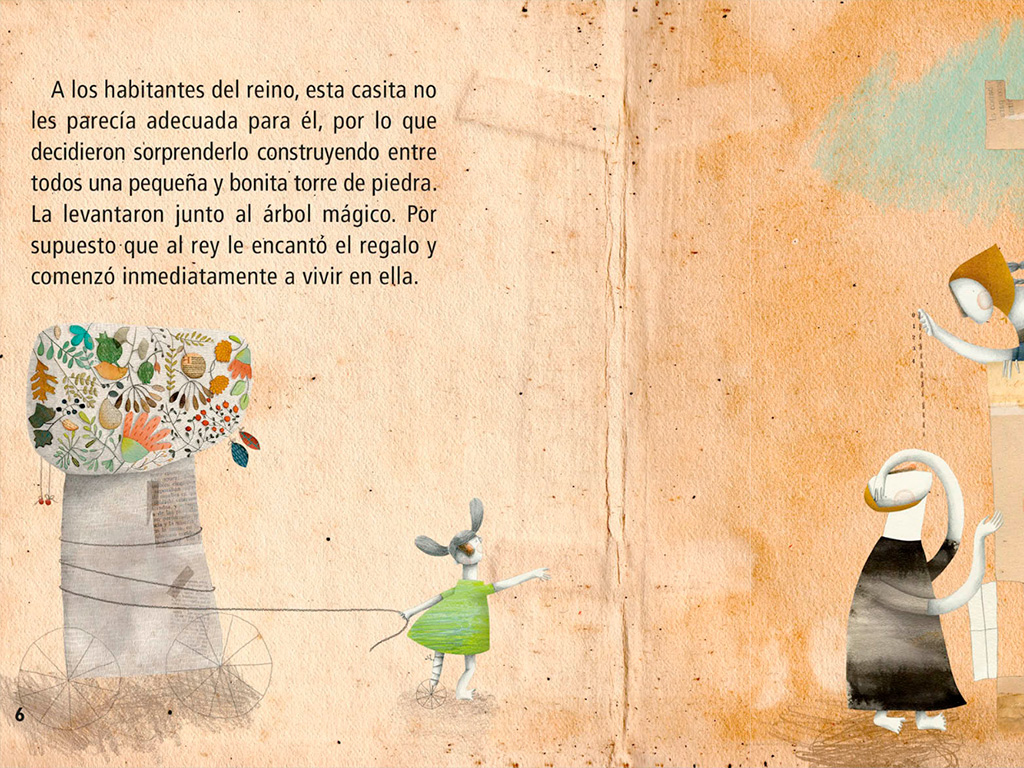 A los habitantes del reino, esta casita no
les parecía adecuada para él, por lo que
decidieron sorprenderlo construyendo entre
todos una pequeña y bonita torre de piedra.
La levantaron junto al árbol mágico. Por
supuesto que al rey le encantó el regalo y
comenzó inmediatamente a vivir en ella.
6